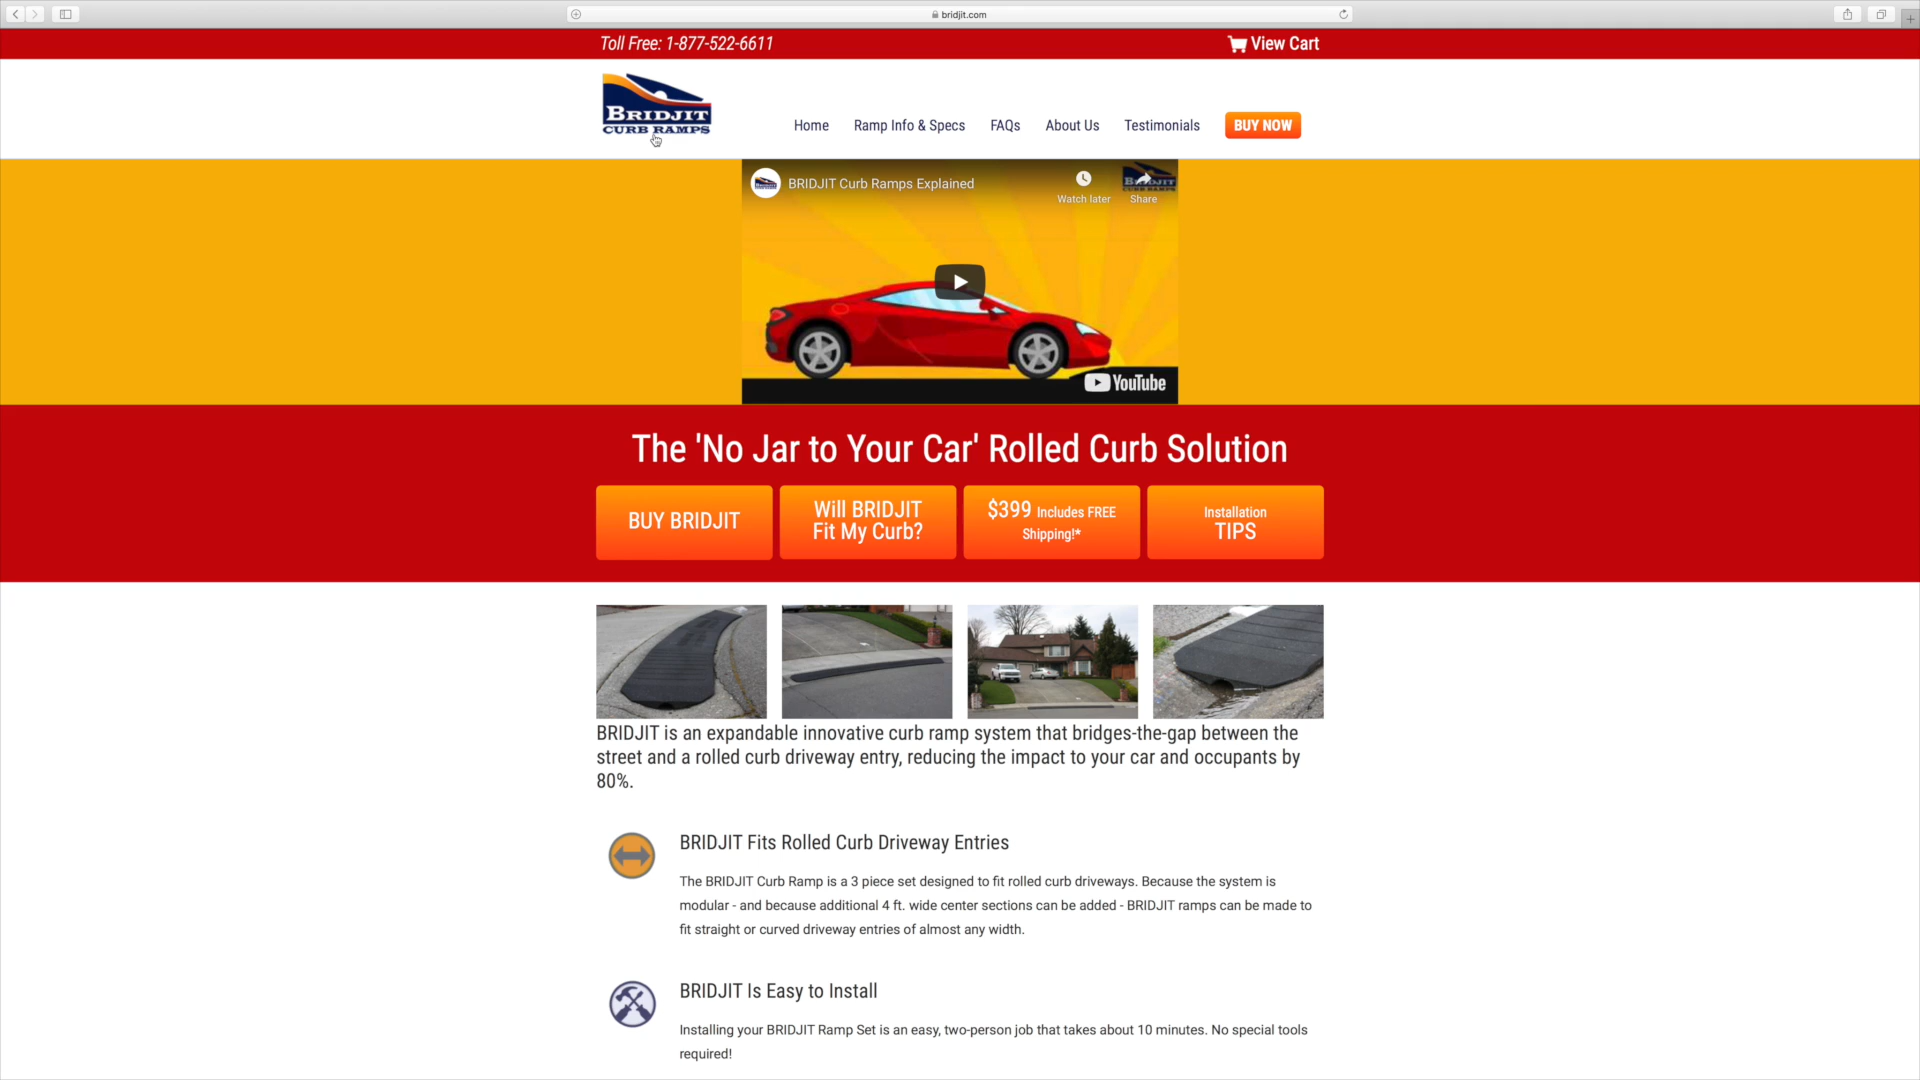 bridjit.com
Toll Free: 1-877-522-6611
View Cart
BRIDJIT
CURB RAMPS
Home
Ramp Info & Specs
FAQs
About Us
Testimonials
BUY NOW
BRIDJIT Curb Ramps Explained
Watch later
Share
YouTube
The 'No Jar to Your Car' Rolled Curb Solution
BUY BRIDJIT
Will BRIDJIT
Fit My Curb?
$399 Includes FREE
Shipping!*
Installation
TIPS
BRIDJIT is an expandable innovative curb ramp system that bridges-the-gap between the
street and a rolled curb driveway entry, reducing the impact to your car and occupants by
80%.
BRIDJIT Fits Rolled Curb Driveway Entries
The BRIDJIT Curb Ramp is a 3 piece set designed to fit rolled curb driveways. Because the system is
modular - and because additional 4 ft. wide center sections can be added - BRIDJIT ramps can be made to
fit straight or curved driveway entries of almost any width.
BRIDJIT Is Easy to Install
Installing your BRIDJIT Ramp Set is an easy, two-person job that takes about 10 minutes. No special tools
required!